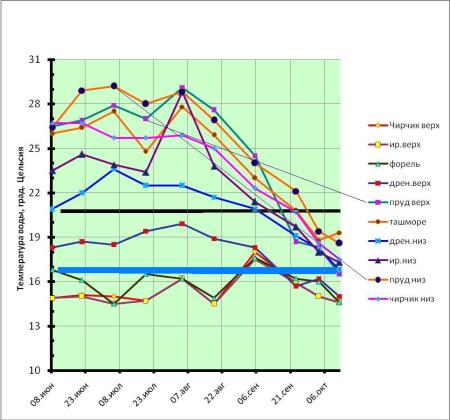 31
28
25
22
19
16
13
10
Температура воды, град. Цельсия
08.июн
23.июн
08.июл
23.июл
07.авг
22.авг
06.сен
21.сен
06.окт
Чирчик верх
ир.верх
форель
дрен.верх
пруд верх
ташморе
дрен.низ
ир.низ
пруд низ
чирчик низ